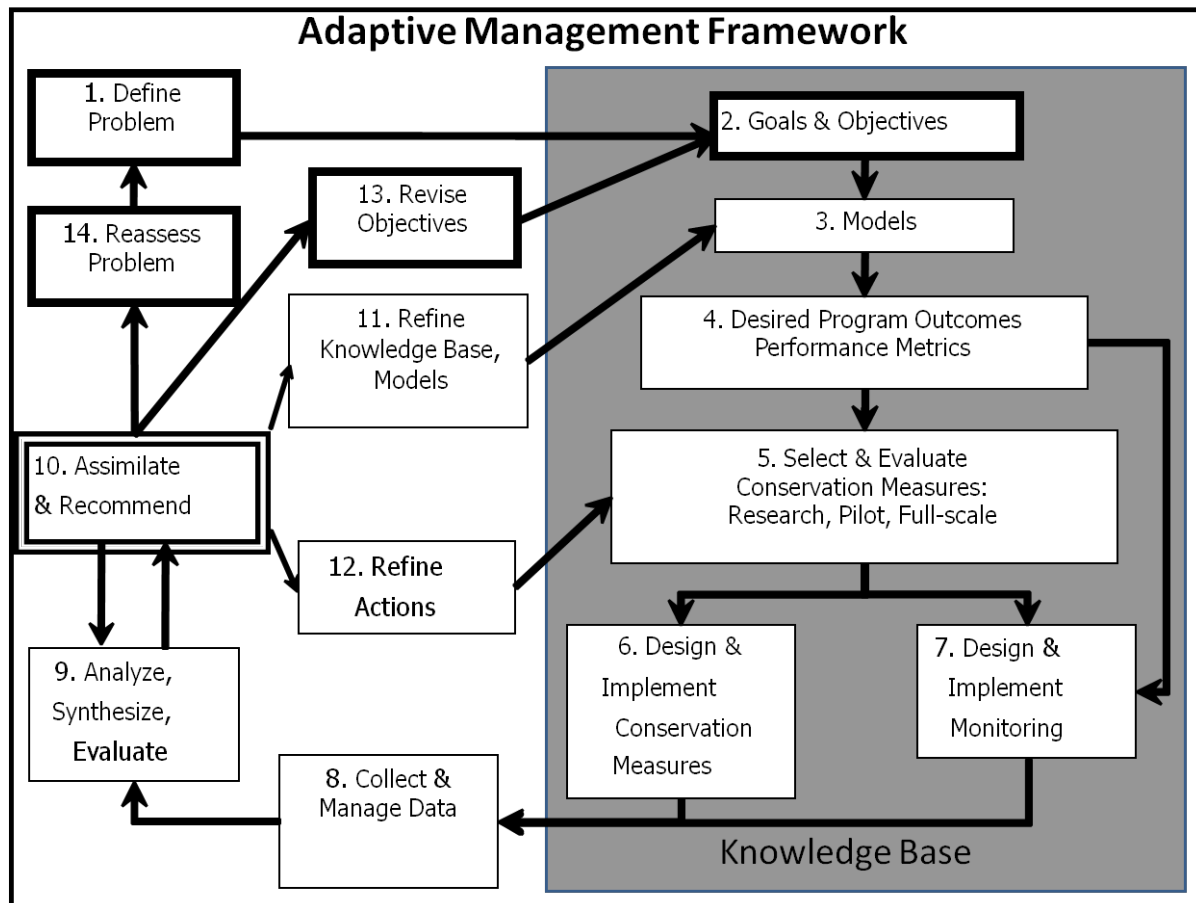 Adaptive Management Framework
1. Define
Problem
2. Goals & Objectives
13. Revise
Objectives
14. Reassess
Problem
3. Models
11. Refine
Knowledge Base,
Models
4. Desired Program Outcomes
Performance Metrics
10. Assimilate
& Recommend
5. Select & Evaluate
Conservation Measures:
Research, Pilot, Full-scale
12. Refine
Actions
9. Analyze,
Synthesize,
Evaluate
6. Design &
Implement
Conservation
Measures
7. Design &
Implement
Monitoring
8. Collect &
Manage Data
Knowledge Base